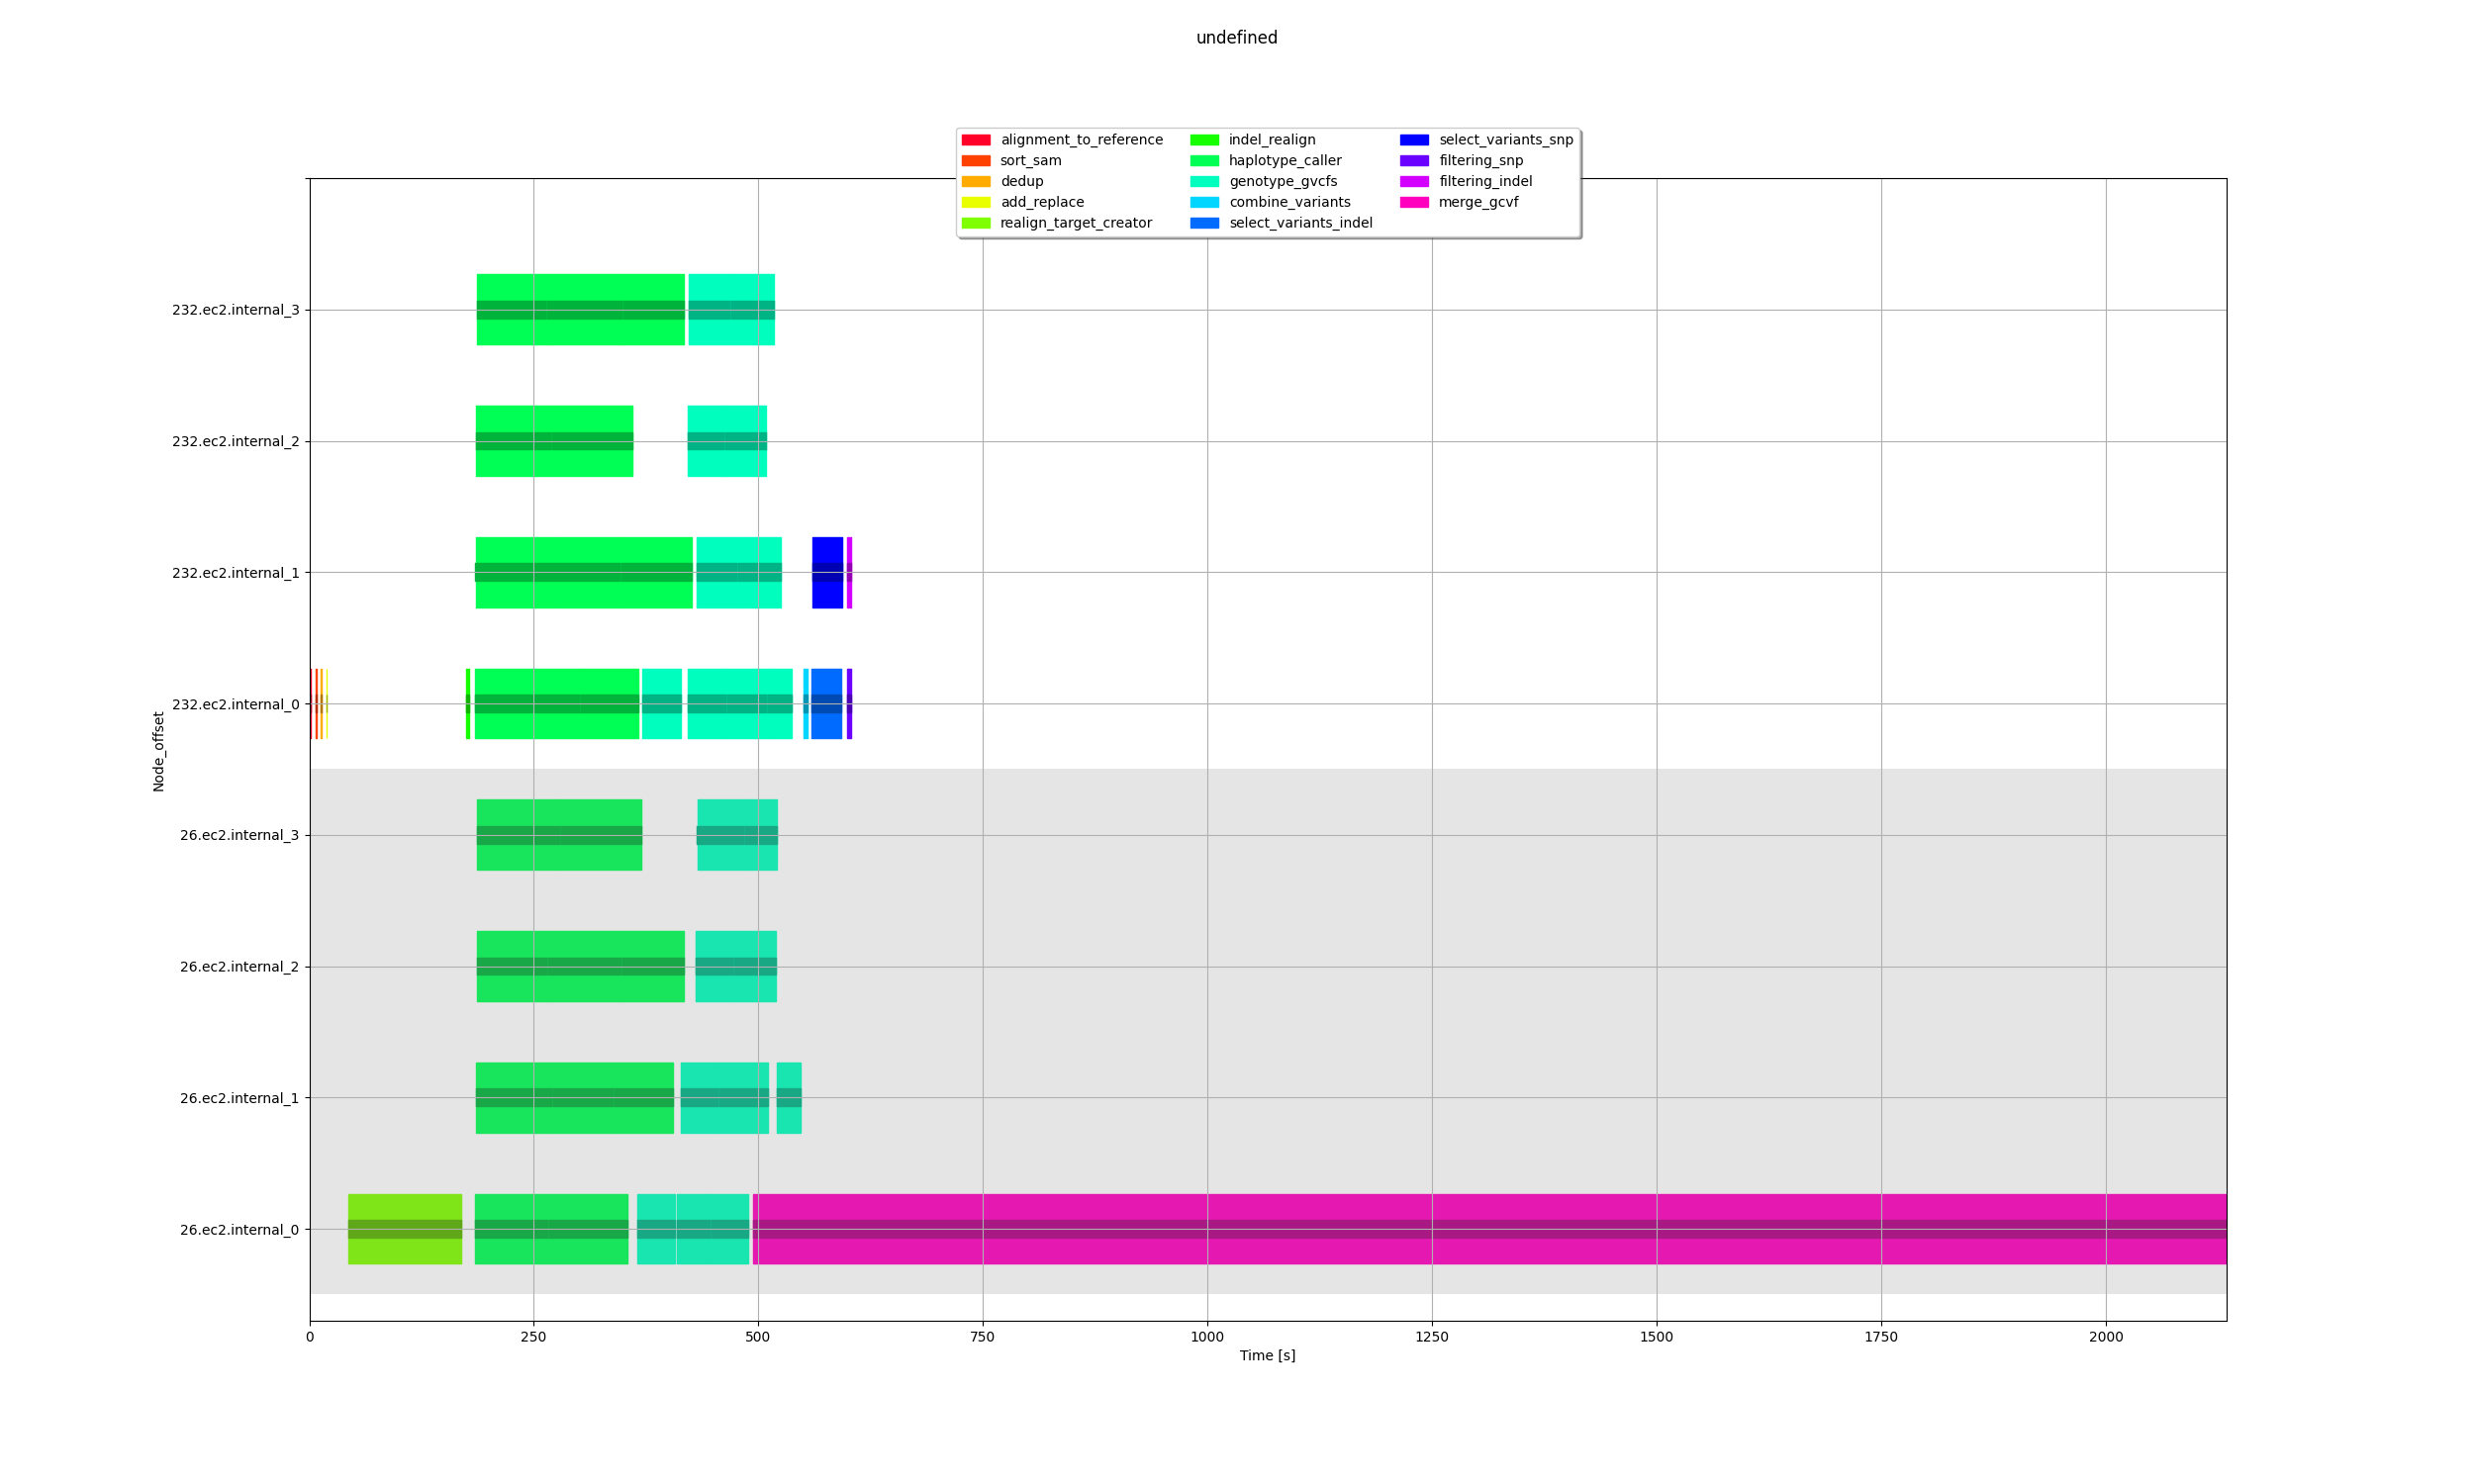 undefined
alignment_to_reference
sort_sam
dedup
add_replace
realign_target_creator
indel_realign
haplotype_caller
genotype_gvcfs
combine_variants
select_variants_indel
select_variants_snp
filtering_snp
filtering_indel
merge_gcvf
232.ec2.internal_3
232.ec2.internal_2
232.ec2.internal_1
232.ec2.internal_0
26.ec2.internal_3
26.ec2.internal_2
26.ec2.internal_1
26.ec2.internal_0
Node_offset
0 250 500 750 1000 1250 1500 1750 2000
Time [s]